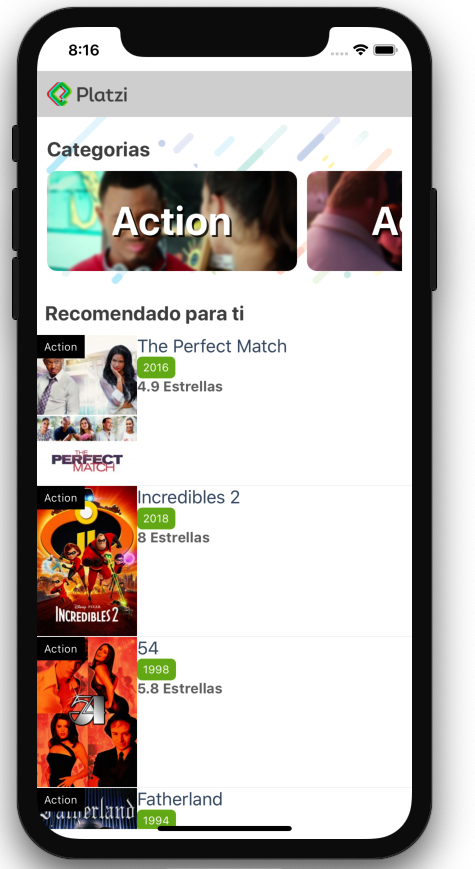 8:16
Platzi
Categorias
Action
Ac
Recomendado para ti
Action
The Perfect Match
2016
4.9 Estrellas
THE
PERFECT
MATCH
Action
Incredibles 2
2018
8 Estrellas
INCREDIBLES 2
Action
54
1998
5.8 Estrellas
54
Action
Fatherland
1994
Fatherland